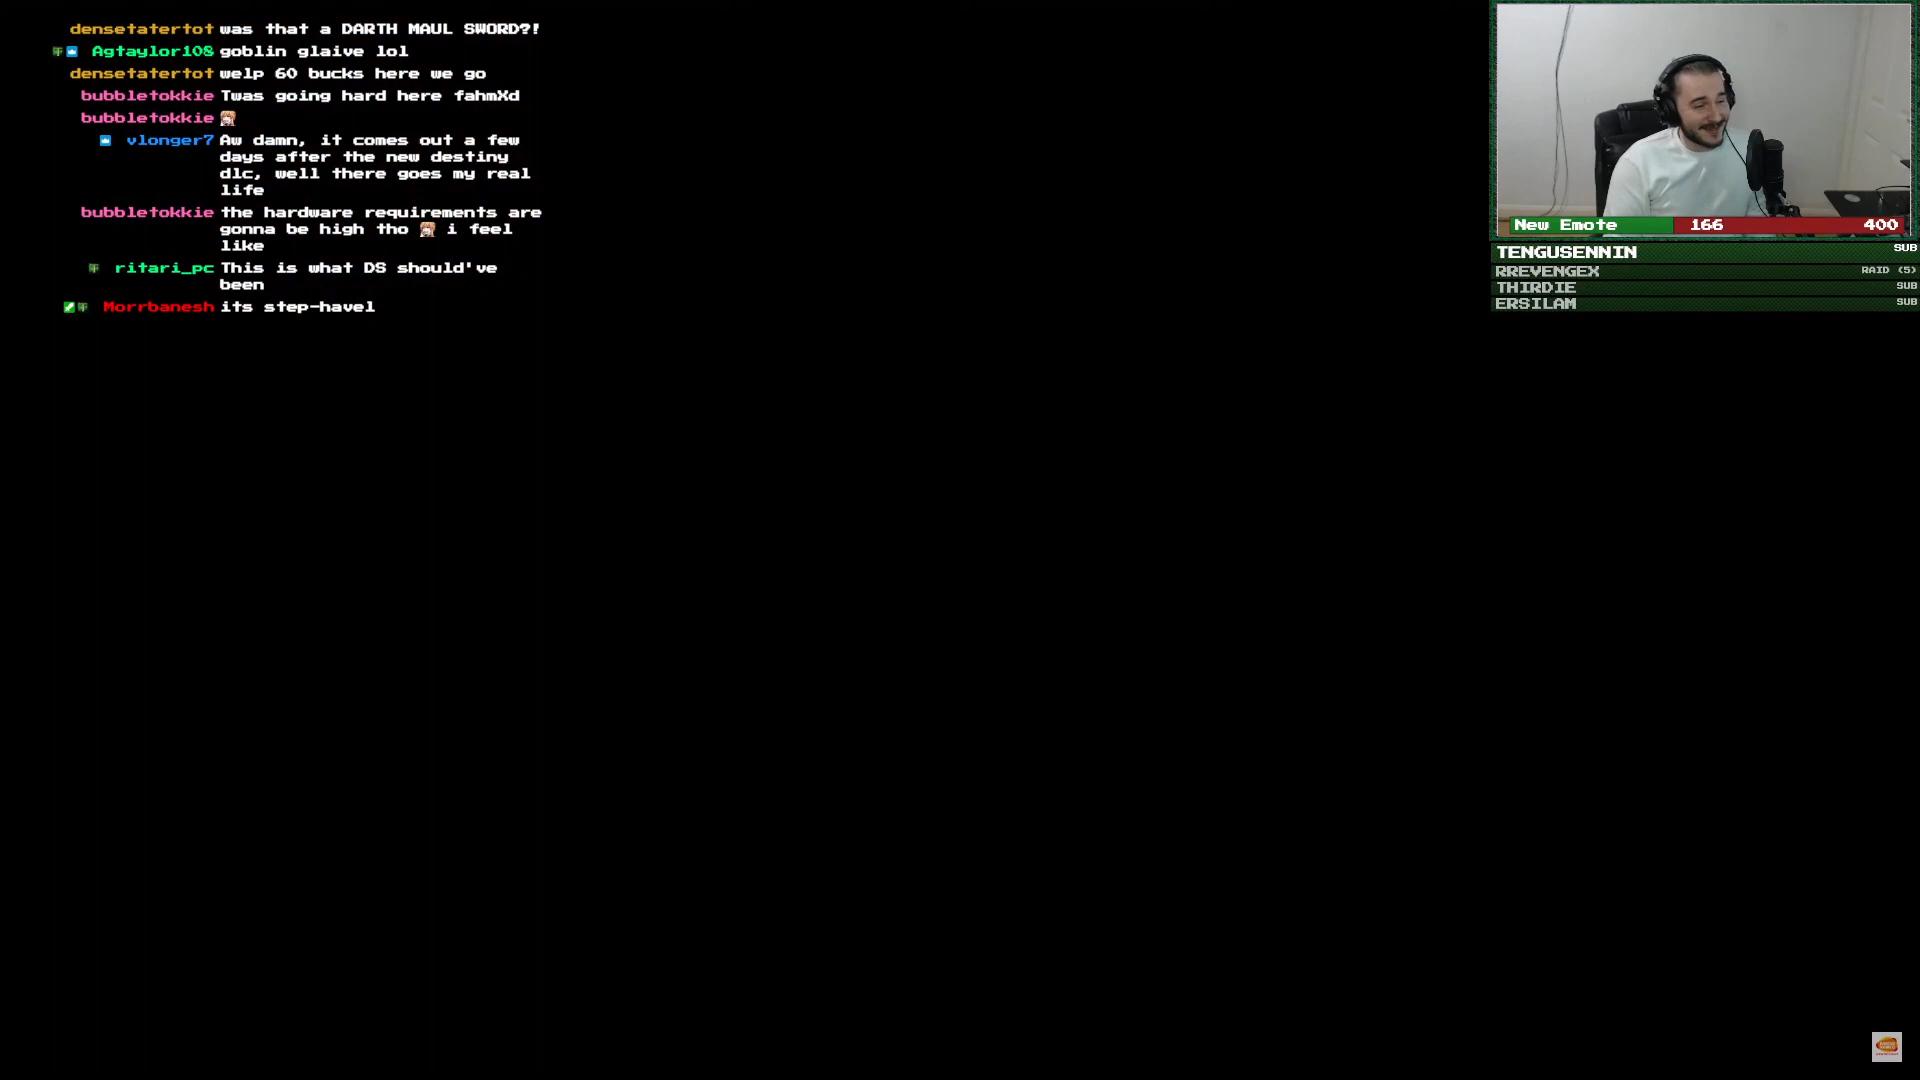 densetatertot was that a DARTH MAUL SWORD?!
Agtaylor108 goblin glaive lol
densetatertot welp 60 bucks here we go
bubbletokkie Twas going hard here fahmXd
bubbletokkie
vlonger7 Aw damn, it comes out a few
days after the new destiny
dlc, well there goes my real
life
bubbletokkie the hardware requirements are
gonna be high tho i feel
like
ritari_pc This is what DS should've
been
Morrbanesh its step-havel
New Emote 166 400
TENGUSENNIN SUB
RREVENGEX RAID (5)
THIRDIE SUB
ERSILAM SUB